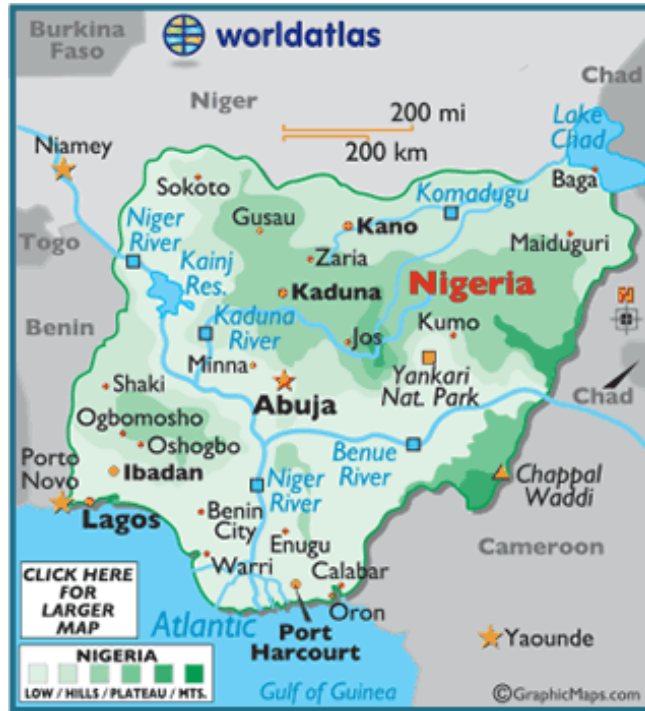 Burkina
Faso
worldatlas
Niger
Chad
200 mi
200 km
Lake
Chad
Niamey
Sokoto
Baga
Komadugu
Gusau
Kano
Niger
River
Maiduguri
Togo
Zaria
Kainj
Res.
Nigeria
Kaduna
N
Kaduna
River
Kumo
Benin
Jos
Minna
Yankari
Nat. Park
Shaki
Abuja
Chad
Ogbomosho
Oshogbo
Benue
River
Porto
Novo
Ibadan
Niger
River
Chappal
Waddi
Lagos
Benin
City
Enugu
Cameroon
Warri
CLICK HERE
FOR
LARGER
MAP
Calabar
Oron
Atlantic
Port
Harcourt
Yaounde
NIGERIA
LOW / HILLS / PLATEAU / MTS.
Gulf of Guinea
©GraphicMaps.com